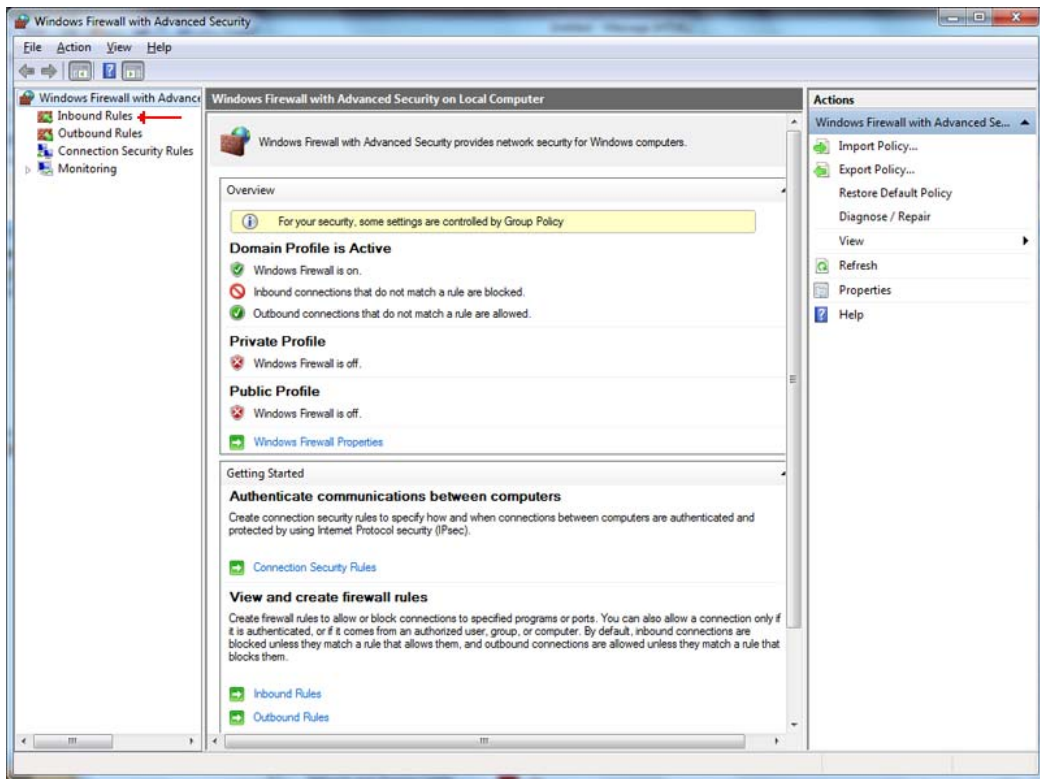 Windows Firewall with Advanced Security
File Action View Help
Windows Firewall with Advance
Inbound Rules
Outbound Rules
Connection Security Rules
Monitoring
Windows Firewall with Advanced Security on Local Computer
Windows Firewall with Advanced Security provides network security for Windows computers.
Overview
For your security, some settings are controlled by Group Policy
Domain Profile is Active
Windows Firewall is on.
Inbound connections that do not match a rule are blocked.
Outbound connections that do not match a rule are allowed.
Private Profile
Windows Firewall is off.
Public Profile
Windows Firewall is off.
Windows Firewall Properties
Getting Started
Authenticate communications between computers
Create connection security rules to specify how and when connections between computers are authenticated and
protected by using Internet Protocol security (IPsec).
Connection Security Rules
View and create firewall rules
Create firewall rules to allow or block connections to specified programs or ports. You can also allow a connection only if
it is authenticated, or if it comes from an authorized user, group, or computer. By default, inbound connections are
blocked unless they match a rule that allows them, and outbound connections are allowed unless they match a rule that
blocks them.
Inbound Rules
Outbound Rules
Actions
Windows Firewall with Advanced Se...
Import Policy...
Export Policy...
Restore Default Policy
Diagnose / Repair
View
Refresh
Properties
Help